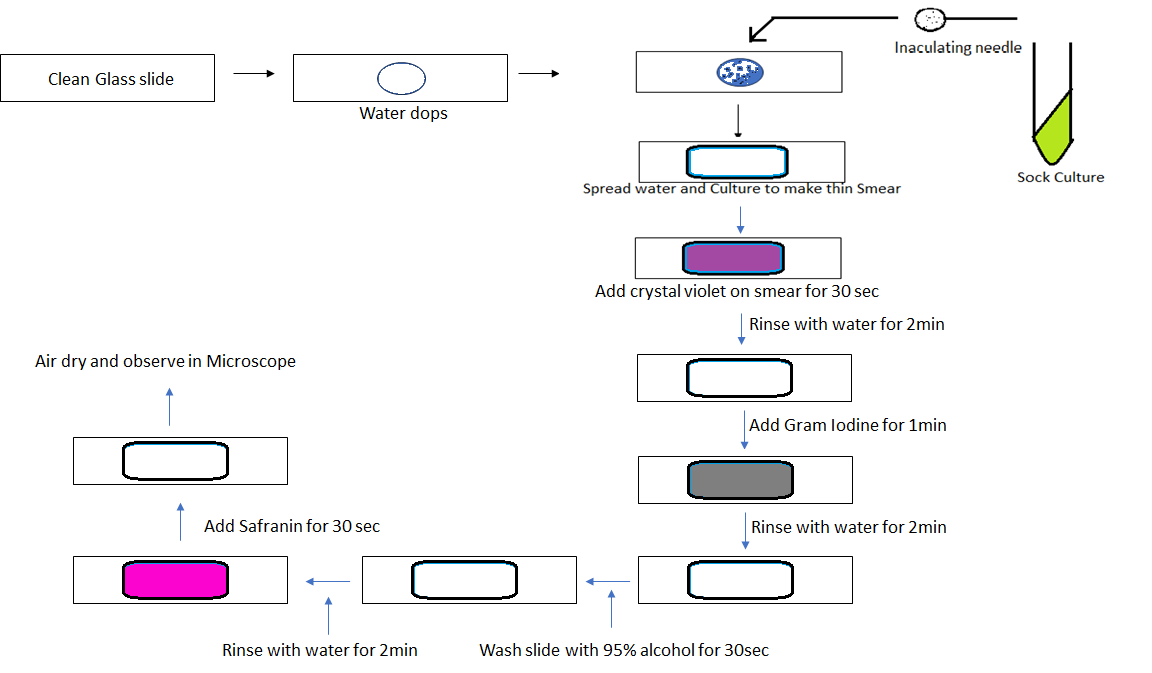 Clean Glass slide
Water dops
Inaculating needle
Sock Culture
Spread water and Culture to make thin Smear
Add crystal violet on smear for 30 sec
Rinse with water for 2min
Add Gram Iodine for 1min
Rinse with water for 2min
Wash slide with 95% alcohol for 30sec
Rinse with water for 2min
Add Safranin for 30 sec
Air dry and observe in Microscope